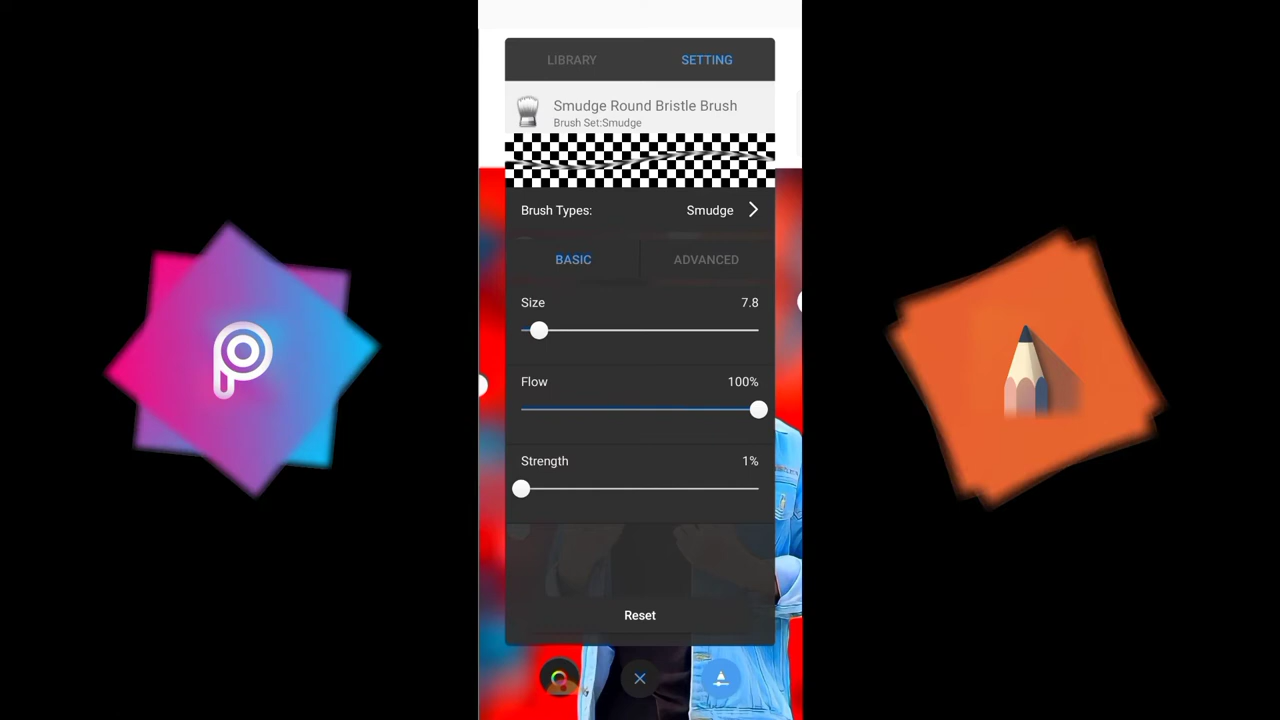 LIBRARY
SETTING
Smudge Round Bristle Brush
Brush Set:Smudge
Brush Types:
Smudge
BASIC
ADVANCED
Size
7.8
Flow
100%
Strength
1%
Reset